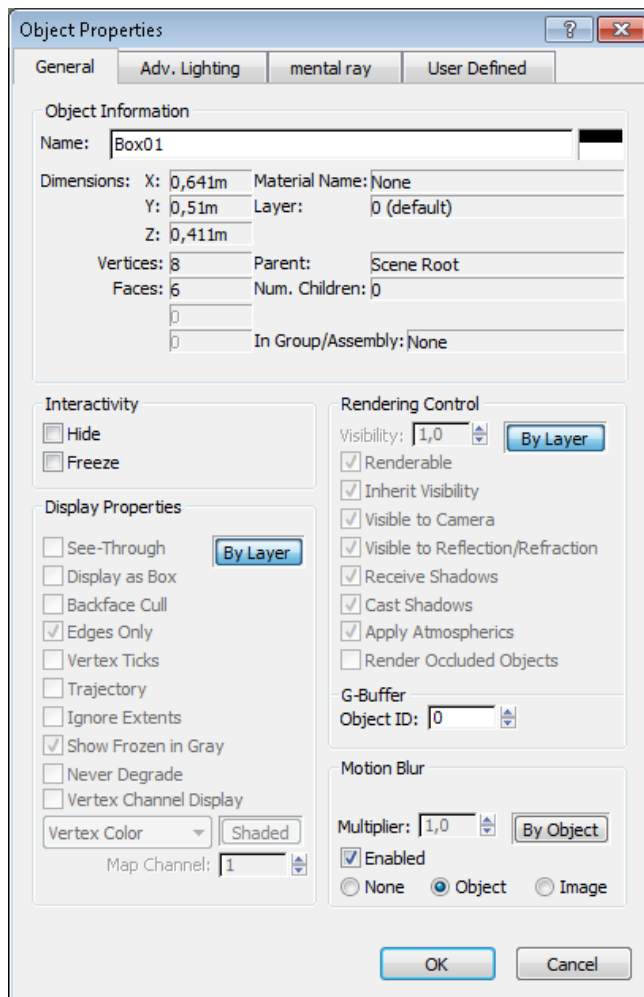 Object Properties
General Adv. Lighting mental ray User Defined
Object Information
Name: Box01
Dimensions: X: 0,641m Material Name: None
Y: 0,51m Layer: 0 (default)
Z: 0,411m
Vertices: 8 Parent: Scene Root
Faces: 6 Num. Children: 0
0
0 In Group/Assembly: None
Interactivity
Hide
Freeze
Display Properties
See-Through By Layer
Display as Box
Backface Cull
Edges Only
Vertex Ticks
Trajectory
Ignore Extents
Show Frozen in Gray
Never Degrade
Vertex Channel Display
Vertex Color Shaded
Map Channel: 1
Rendering Control
Visibility: 1,0 By Layer
Renderable
Inherit Visibility
Visible to Camera
Visible to Reflection/Refraction
Receive Shadows
Cast Shadows
Apply Atmospherics
Render Occluded Objects
G-Buffer
Object ID: 0
Motion Blur
Multiplier: 1,0 By Object
Enabled
None Object Image
OK Cancel